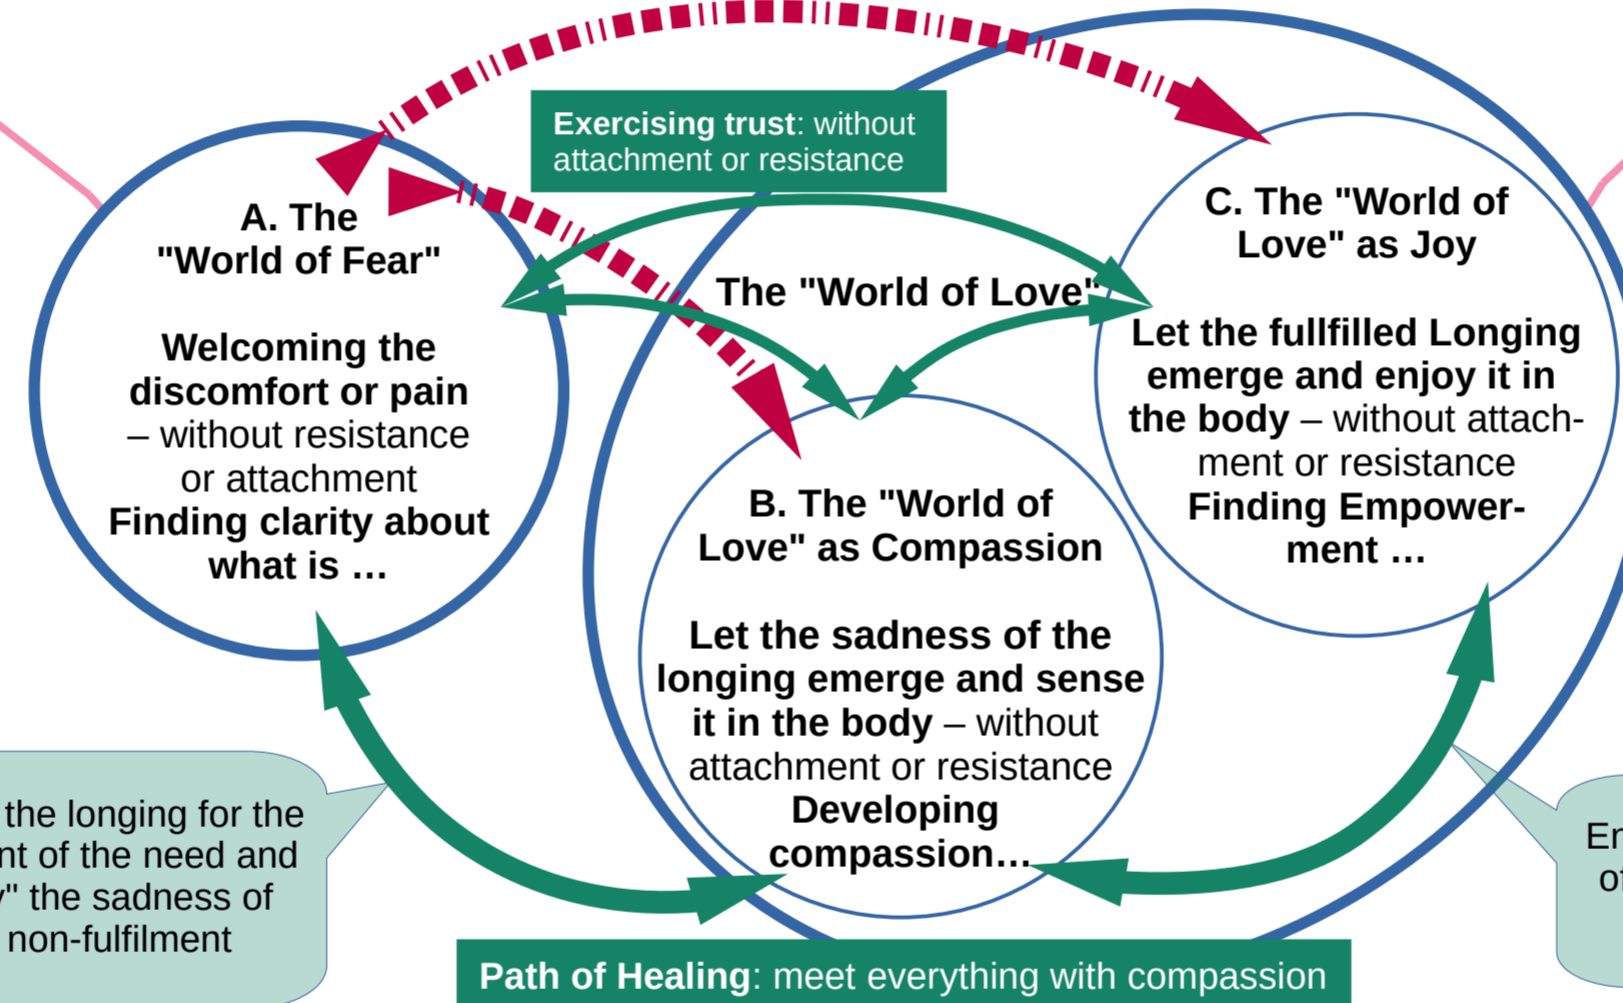 Exercising trust: without
attachment or resistance
A. The
"World of Fear"
Welcoming the
discomfort or pain
– without resistance
or attachment
Finding clarity about
what is …
The "World of Love"
C. The "World of
Love" as Joy
Let the fullfilled Longing
emerge and enjoy it in
the body – without attach-
ment or resistance
Finding Empower-
ment …
B. The "World of
Love" as Compassion
Let the sadness of the
longing emerge and sense
it in the body – without
attachment or resistance
Developing
compassion…
the longing for the
of the need and
the sadness of
non-fulfilment
Path of Healing: meet everything with compassion